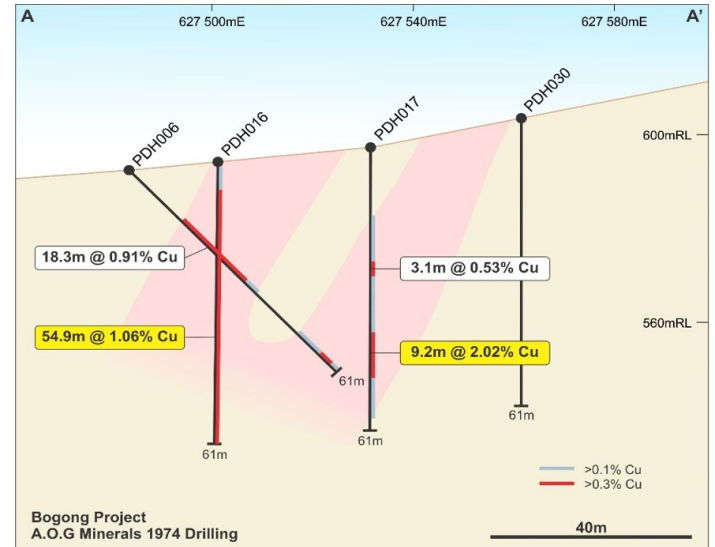 A
627 500mE
627 540mE
627 580mE
A'
PDH006
PDH016
PDH017
PDH030
600mRL
18.3m @ 0.91% Cu
3.1m @ 0.53% Cu
560mRL
54.9m @ 1.06% Cu
9.2m @ 2.02% Cu
61m
61m
61m
61m
>0.1% Cu
>0.3% Cu
Bogong Project
A.O.G Minerals 1974 Drilling
40m